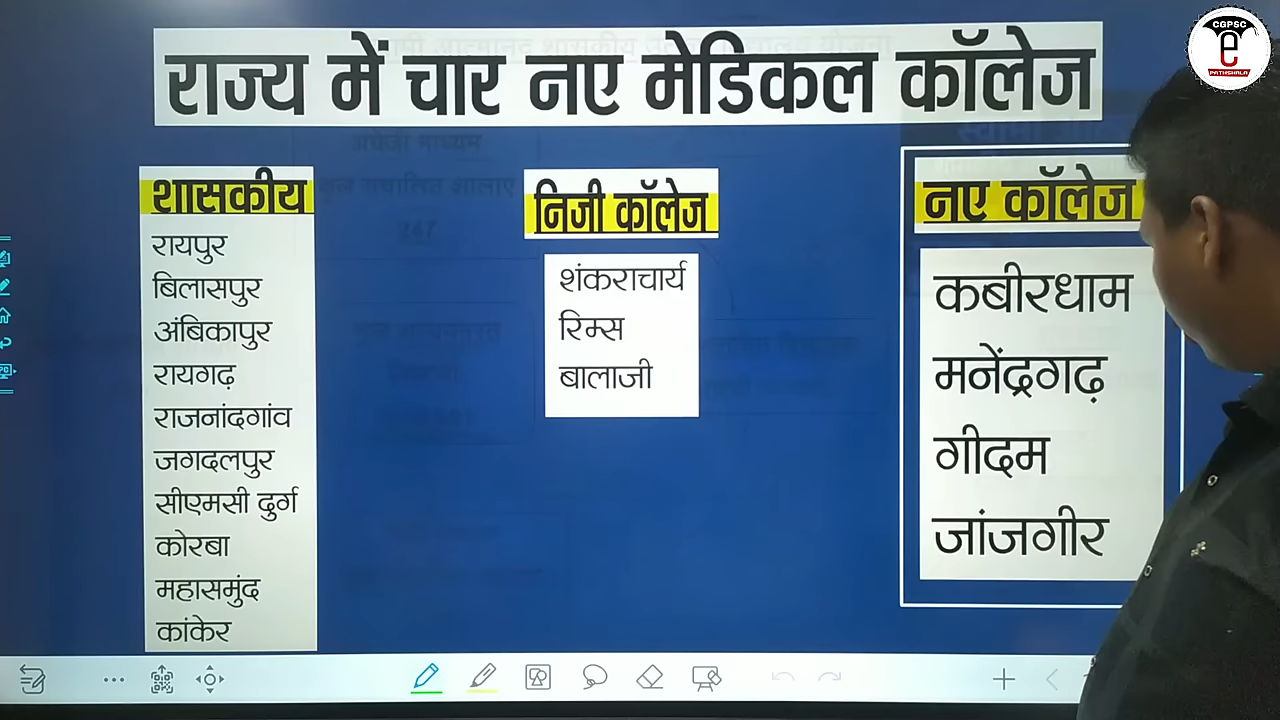 राज्य में चार नए मेडिकल कॉलेज
शासकीय
रायपुर
बिलासपुर
अंबिकापुर
रायगढ़
राजनांदगांव
जगदलपुर
सीएमसी दुर्ग
कोरबा
महासमुंद
कांकेर
निजी कॉलेज
शंकराचार्य
रिम्स
बालाजी
नए कॉलेज
कबीरधाम
मनेंद्रगढ़
गीदम
जांजगीर
CGPSC
e
PATHSHALA